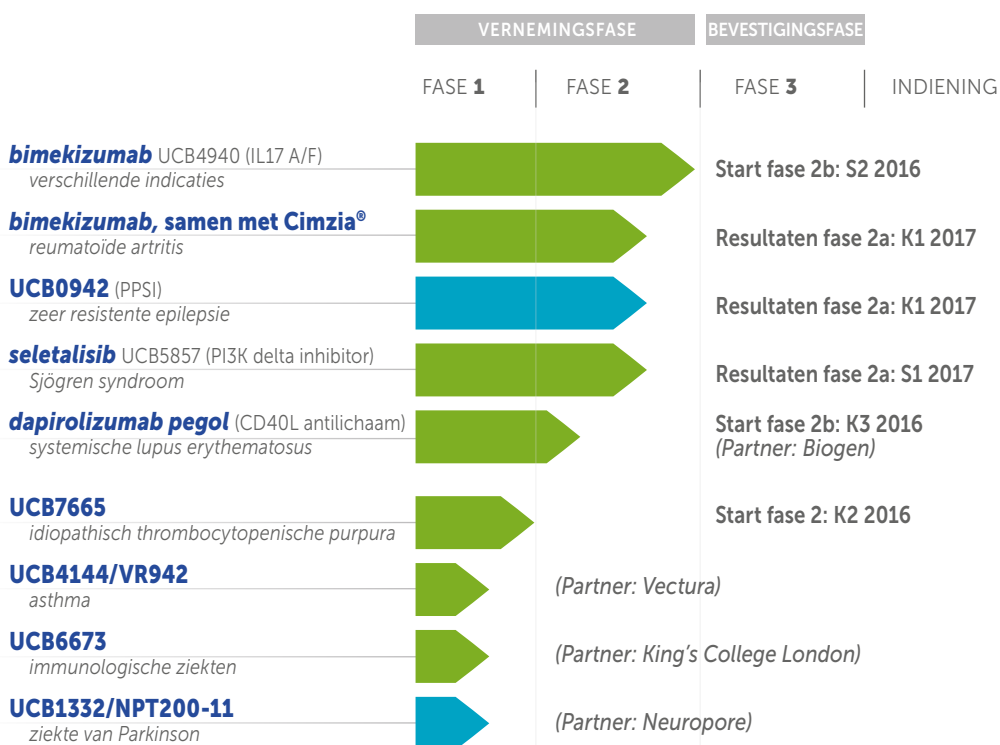 VERNEMINGSFASE BEVESTIGINGSFASE
FASE 1 FASE 2 FASE 3 INDIENING
bimekizumab UCB4940 (IL17 A/F)
verschillende indicaties
Start fase 2b: S2 2016
bimekizumab, samen met Cimzia®
reumatoïde artritis
Resultaten fase 2a: K1 2017
UCB0942 (PPSI)
zeer resistente epilepsie
Resultaten fase 2a: K1 2017
seletalisib UCB5857 (PI3K delta inhibitor)
Sjögren syndroom
Resultaten fase 2a: S1 2017
dapirolizumab pegol (CD40L antilichaam)
systemische lupus erythematosus
Start fase 2b: K3 2016
(Partner: Biogen)
UCB7665
idiopathisch thrombocytopenische purpura
Start fase 2: K2 2016
UCB4144/VR942
asthma
(Partner: Vectura)
UCB6673
immunologische ziekten
(Partner: King's College London)
UCB1332/NPT200-11
ziekte van Parkinson
(Partner: Neuropore)